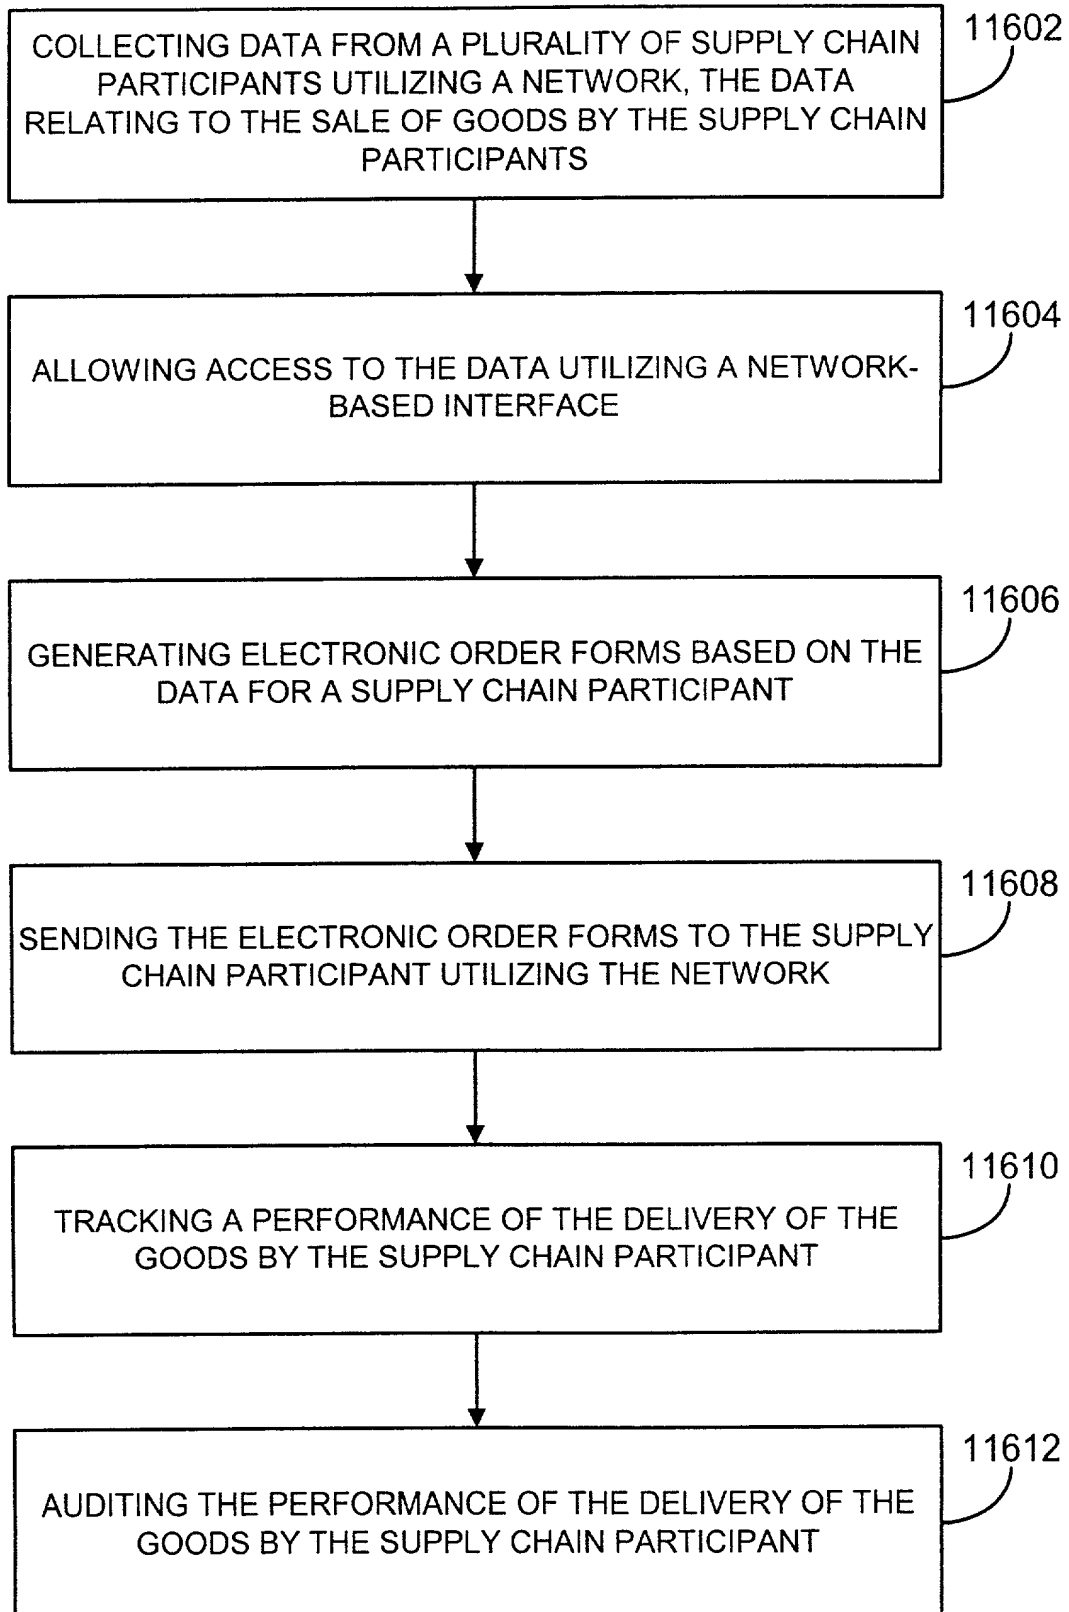 COLLECTING DATA FROM A PLURALITY OF SUPPLY CHAIN
PARTICIPANTS UTILIZING A NETWORK, THE DATA
RELATING TO THE SALE OF GOODS BY THE SUPPLY CHAIN
PARTICIPANTS
11602
ALLOWING ACCESS TO THE DATA UTILIZING A NETWORK-
BASED INTERFACE
11604
GENERATING ELECTRONIC ORDER FORMS BASED ON THE
DATA FOR A SUPPLY CHAIN PARTICIPANT
11606
SENDING THE ELECTRONIC ORDER FORMS TO THE SUPPLY
CHAIN PARTICIPANT UTILIZING THE NETWORK
11608
TRACKING A PERFORMANCE OF THE DELIVERY OF THE
GOODS BY THE SUPPLY CHAIN PARTICIPANT
11610
AUDITING THE PERFORMANCE OF THE DELIVERY OF THE
GOODS BY THE SUPPLY CHAIN PARTICIPANT
11612